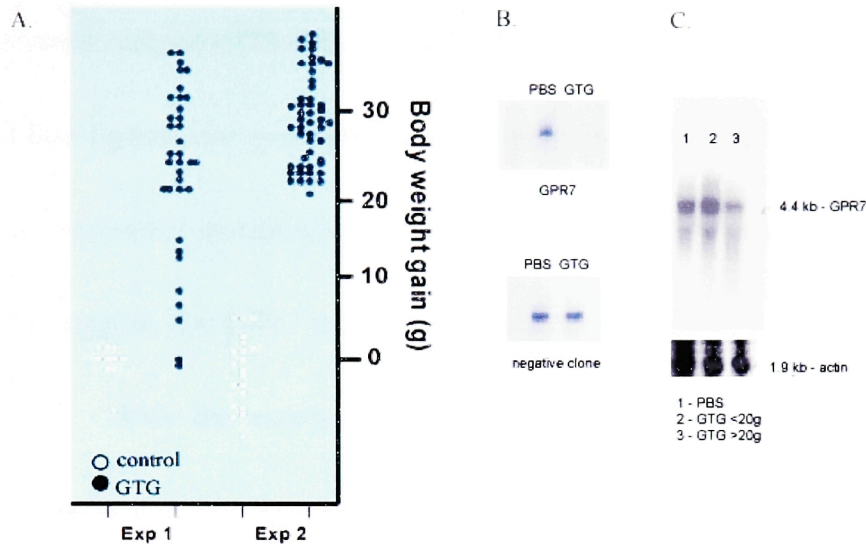 A.
30
20
10
0
Body weight gain (g)
control
GTG
Exp 1 Exp 2
B.
PBS GTG
GPR7
PBS GTG
negative clone
C.
1 2 3
4.4 kb - GPR7
1.9 kb - actin
1 - PBS
2 - GTG <20g
3 - GTG >20g